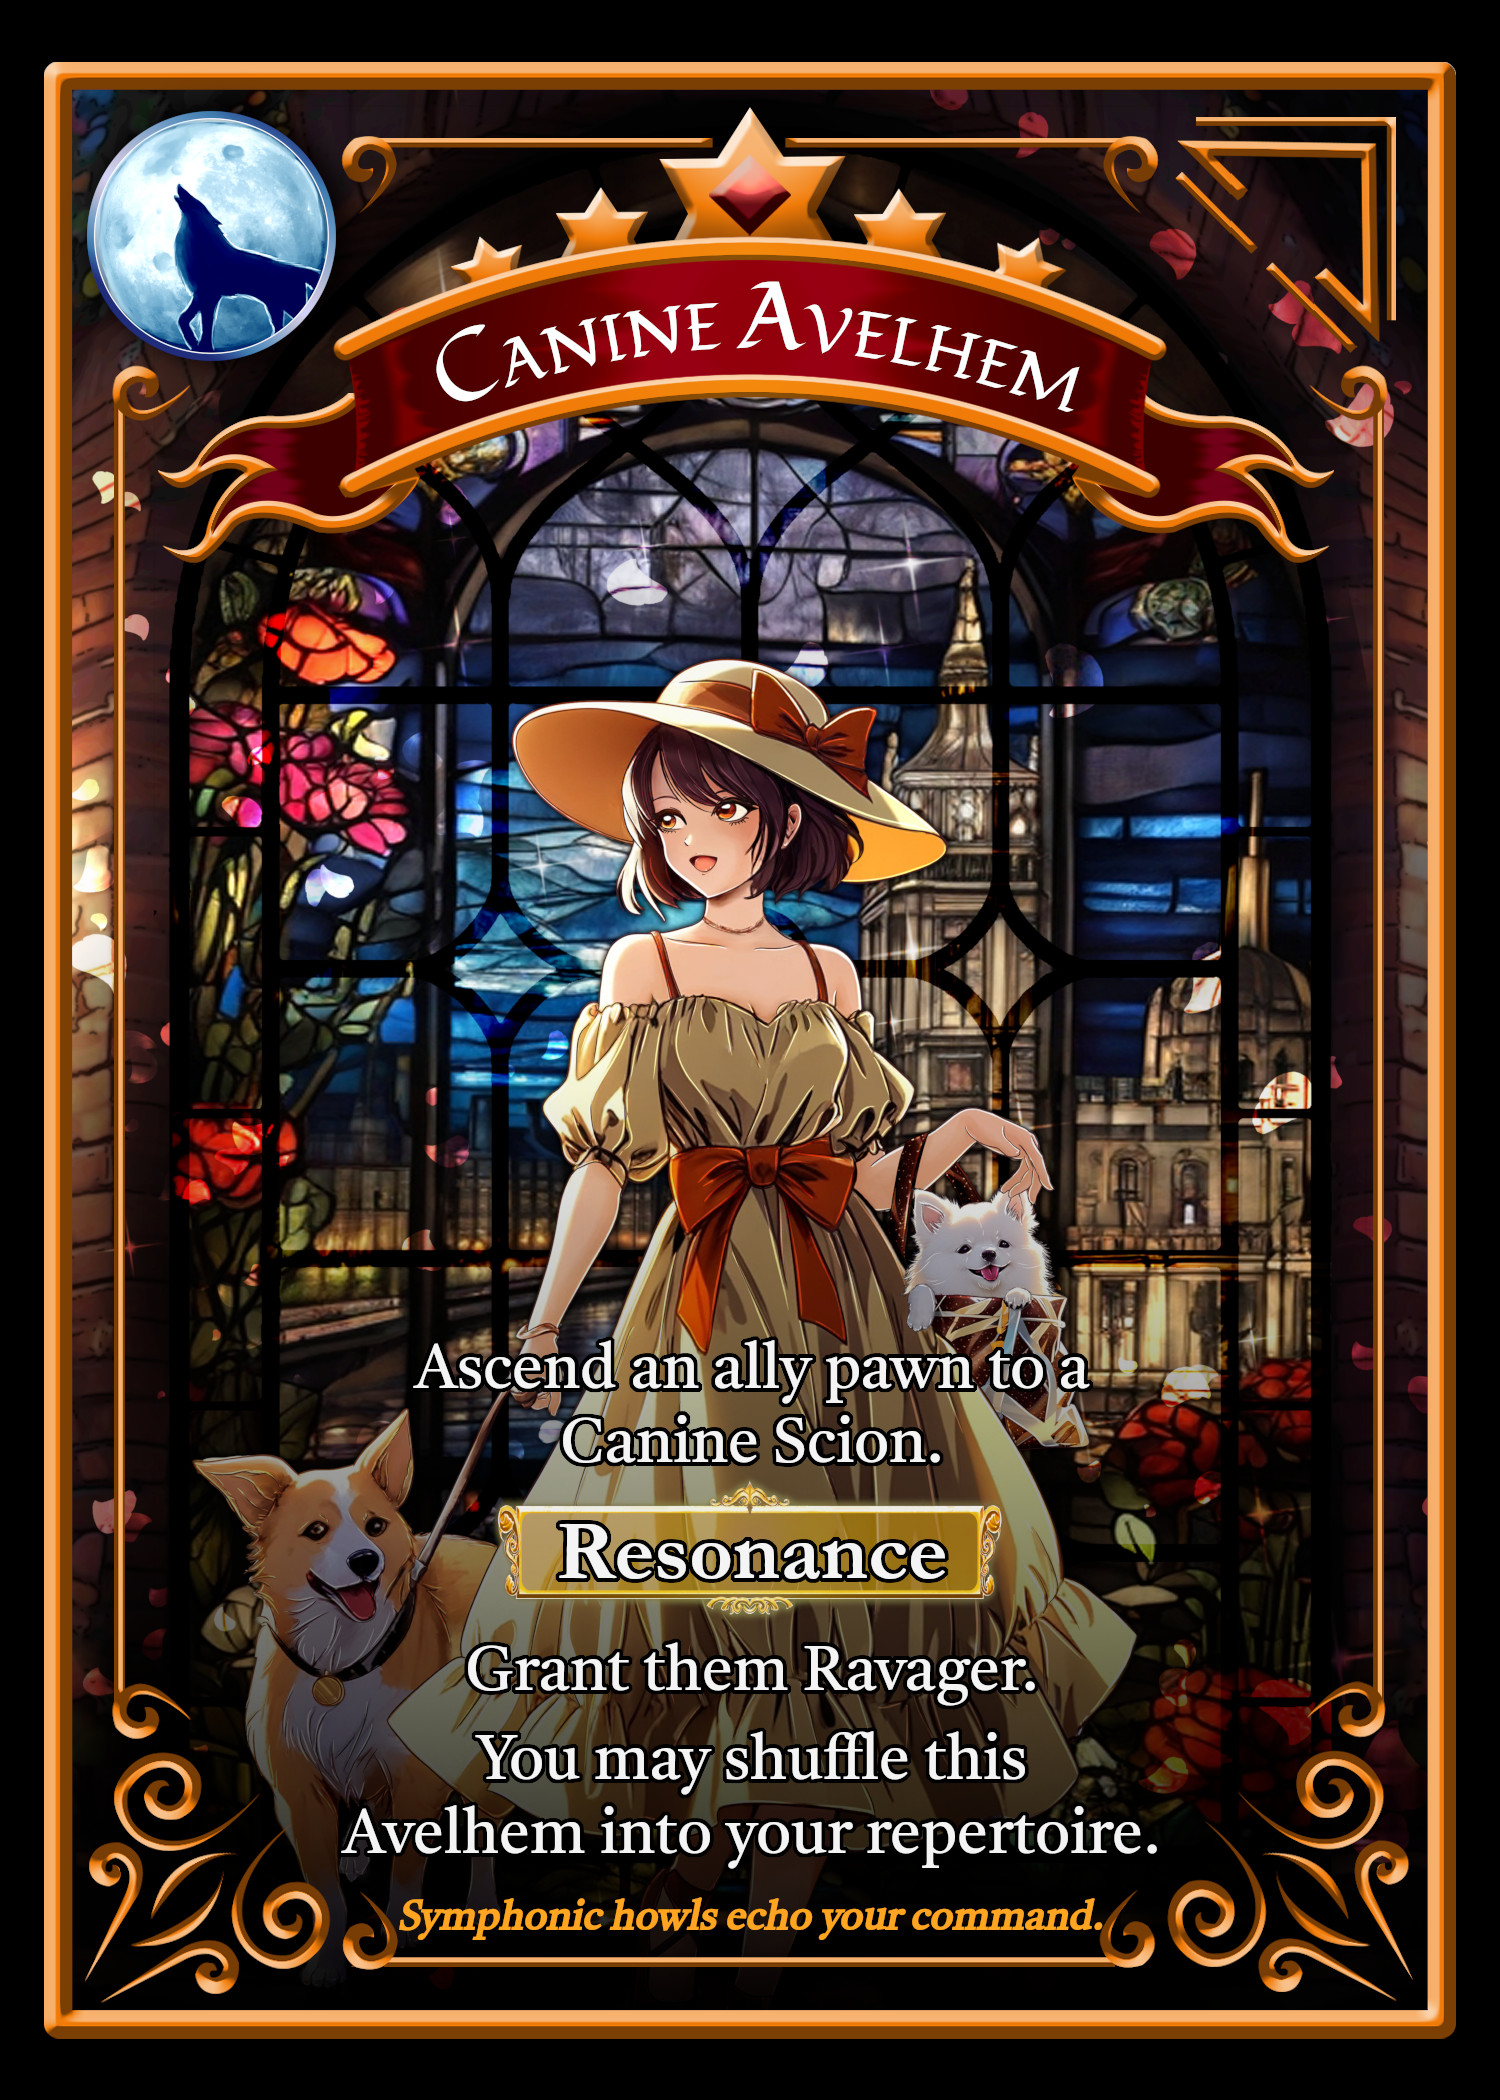 Canine Avelhem
Ascend an ally pawn to a
Canine Scion.
Resonance
Grant them Ravager.
You may shuffle this
Avelhem into your repertoire.
Symphonic howls echo your command.